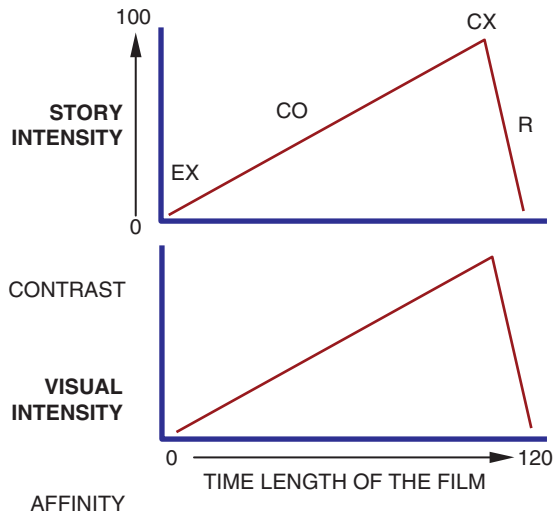 100
CX
STORY
INTENSITY
CO
R
EX
0
CONTRAST
VISUAL
INTENSITY
0
120
TIME LENGTH OF THE FILM
AFFINITY